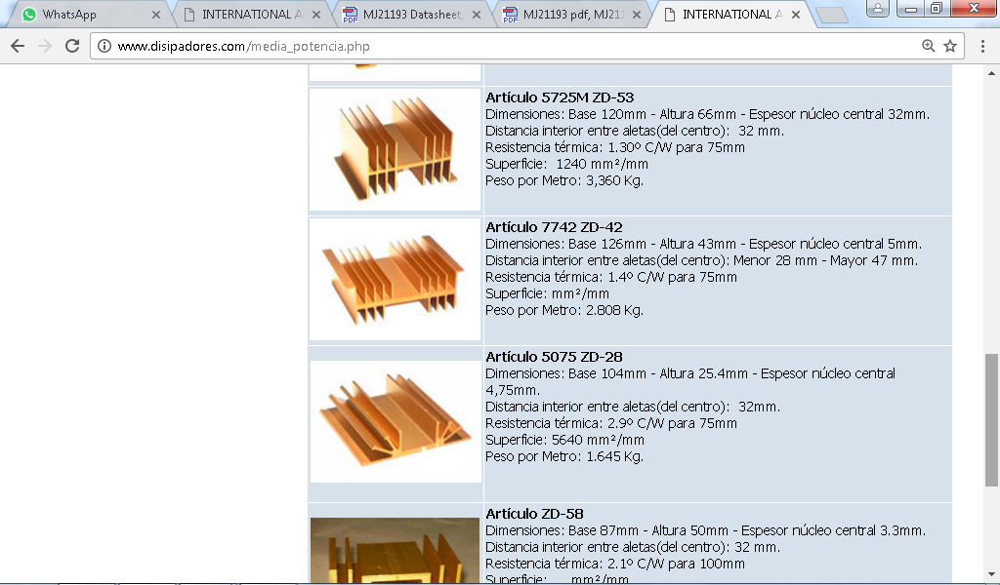 WhatsApp
INTERNATIONAL A
MJ21193 Datasheet,
MJ21193 pdf, MJ21
INTERNATIONAL A
www.disipadores.com/media_potencia.php
Artículo 5725M ZD-53
Dimensiones: Base 120mm - Altura 66mm - Espesor núcleo central 32mm.
Distancia interior entre aletas(del centro): 32 mm.
Resistencia térmica: 1.30º C/W para 75mm
Superficie: 1240 mm²/mm
Peso por Metro: 3,360 Kg.
Artículo 7742 ZD-42
Dimensiones: Base 126mm - Altura 43mm - Espesor núcleo central 5mm.
Distancia interior entre aletas(del centro): Menor 28 mm - Mayor 47 mm.
Resistencia térmica: 1.4º C/W para 75mm
Superficie: mm²/mm
Peso por Metro: 2.808 Kg.
Artículo 5075 ZD-28
Dimensiones: Base 104mm - Altura 25.4mm - Espesor núcleo central
4,75mm.
Distancia interior entre aletas(del centro): 32mm.
Resistencia térmica: 2.9º C/W para 75mm
Superficie: 5640 mm²/mm
Peso por Metro: 1.645 Kg.
Artículo ZD-58
Dimensiones: Base 87mm - Altura 50mm - Espesor núcleo central 3.3mm.
Distancia interior entre aletas(del centro): 32 mm.
Resistencia térmica: 2.1º C/W para 100mm
Superficie: mm²/mm